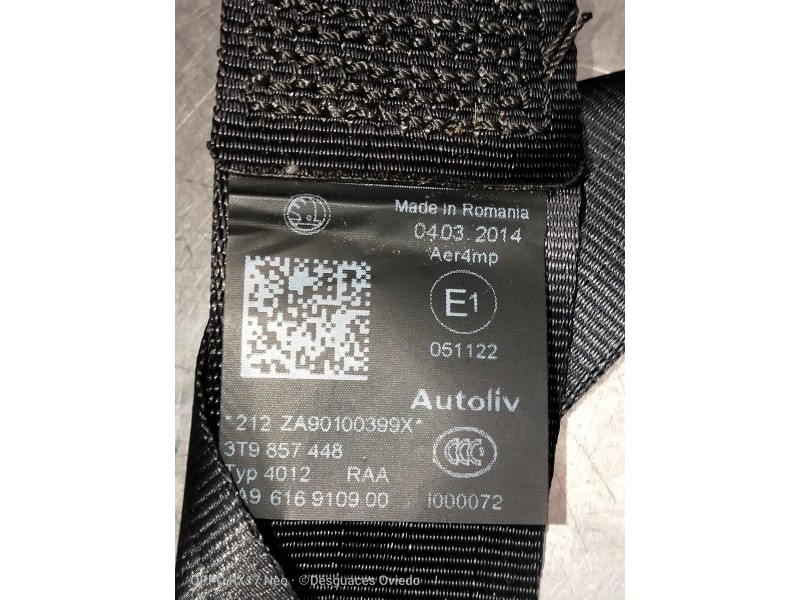 Made in Romania
04.03.2014
Aer4mp
E1
051122
Autoliv
*212 ZA90100399X*
3T9 857 448
Typ 4012 RAA
A9 616 9109 00 I000072
©Desguaces Oviedo